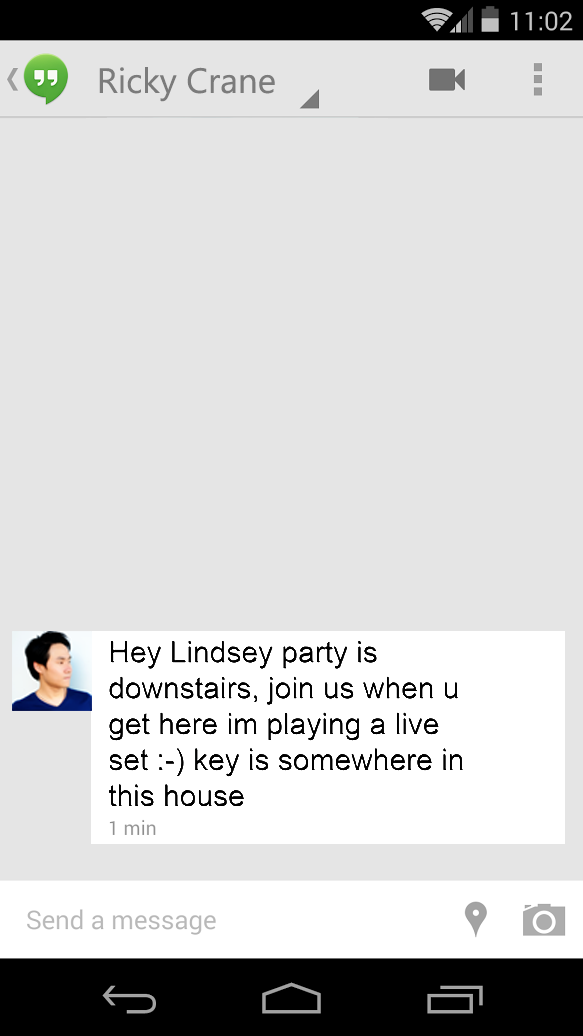 11:02
Ricky Crane
Hey Lindsey party is
downstairs, join us when u
get here im playing a live
set :-) key is somewhere in
this house
1 min
Send a message